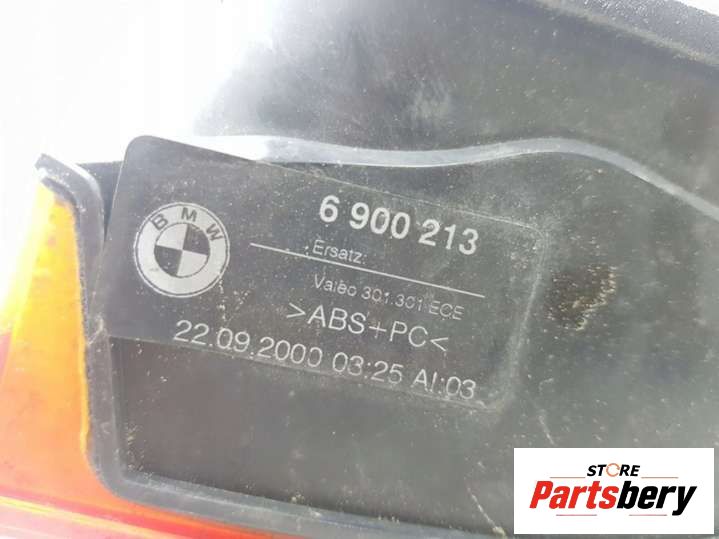 BMW
6 900 213
Ersatz:
Valeo 301.301 ECE
>ABS+PC<
22.09.2000 03:25 AI:03
STORE
Partsbery